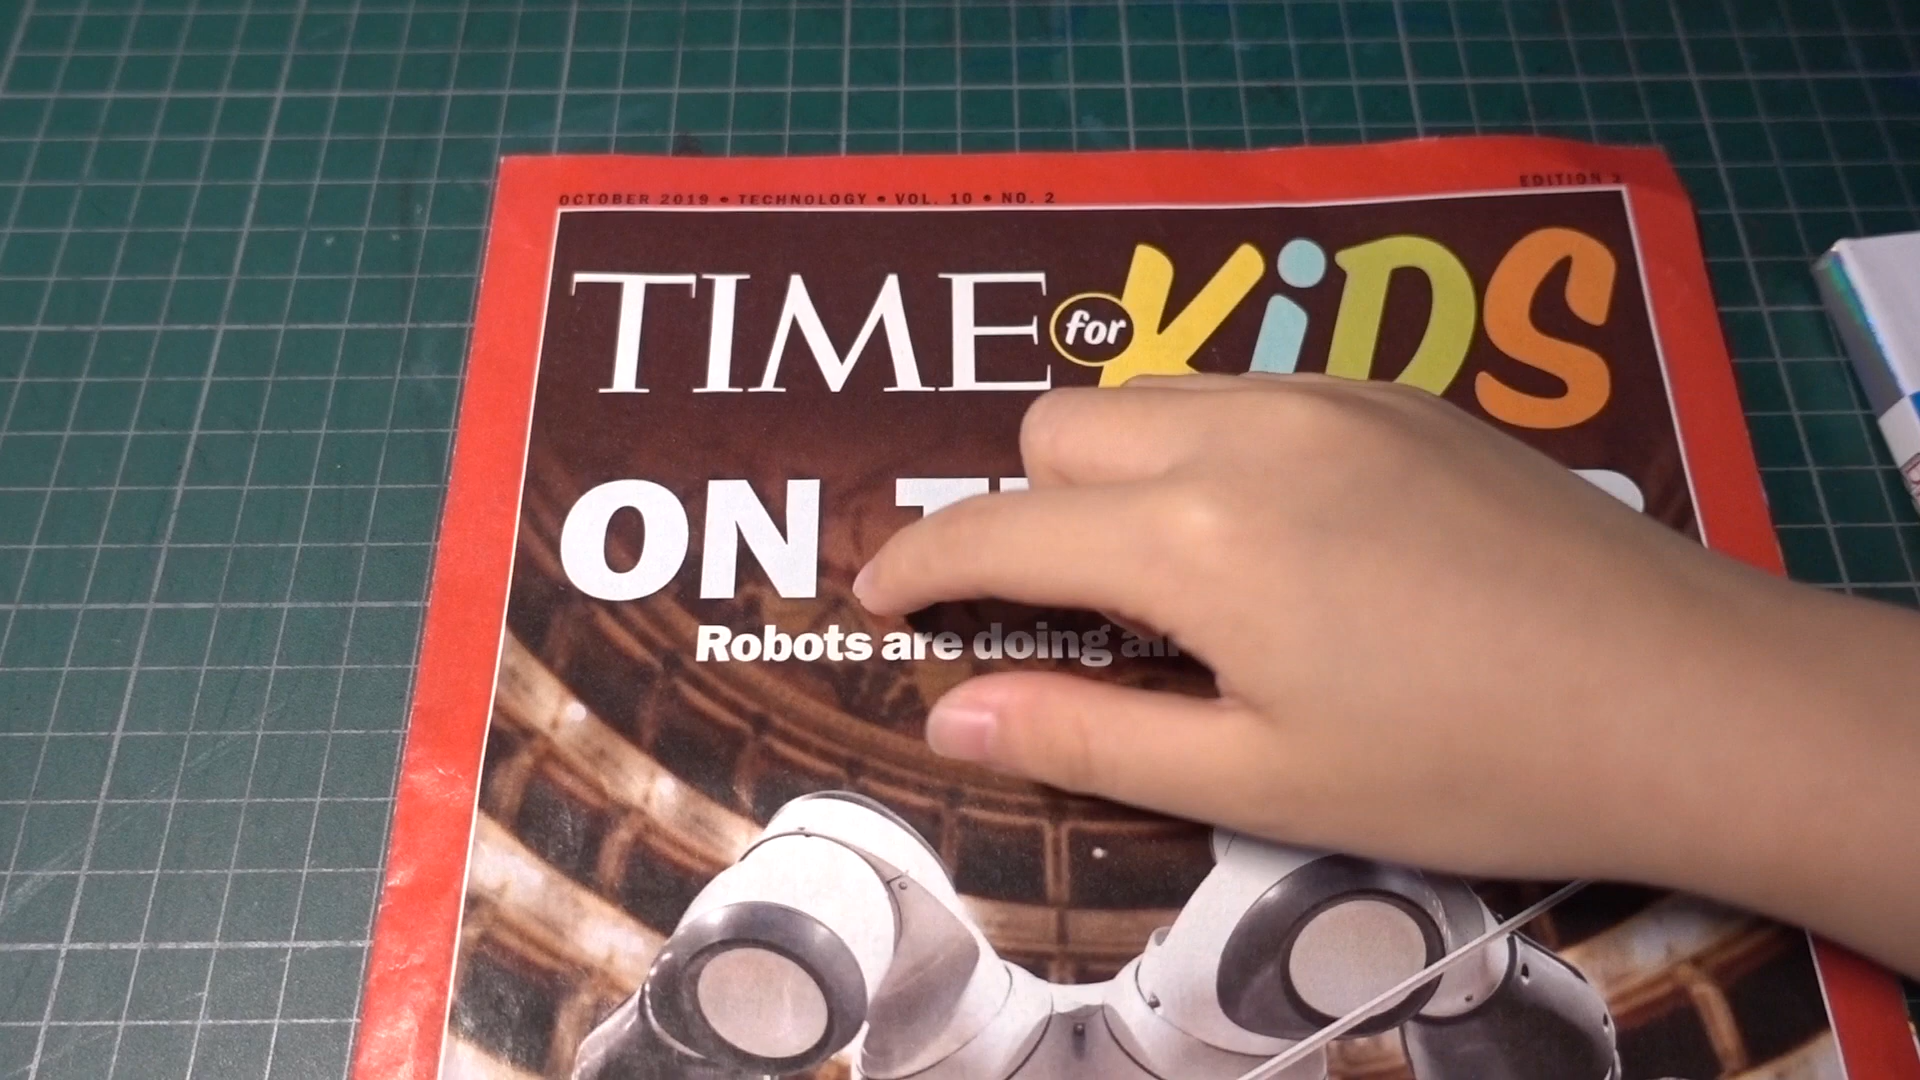 OCTOBER 2019 • TECHNOLOGY • VOL. 10 • NO. 2
EDITION 3
TIME for KiDS
ON
Robots are doing